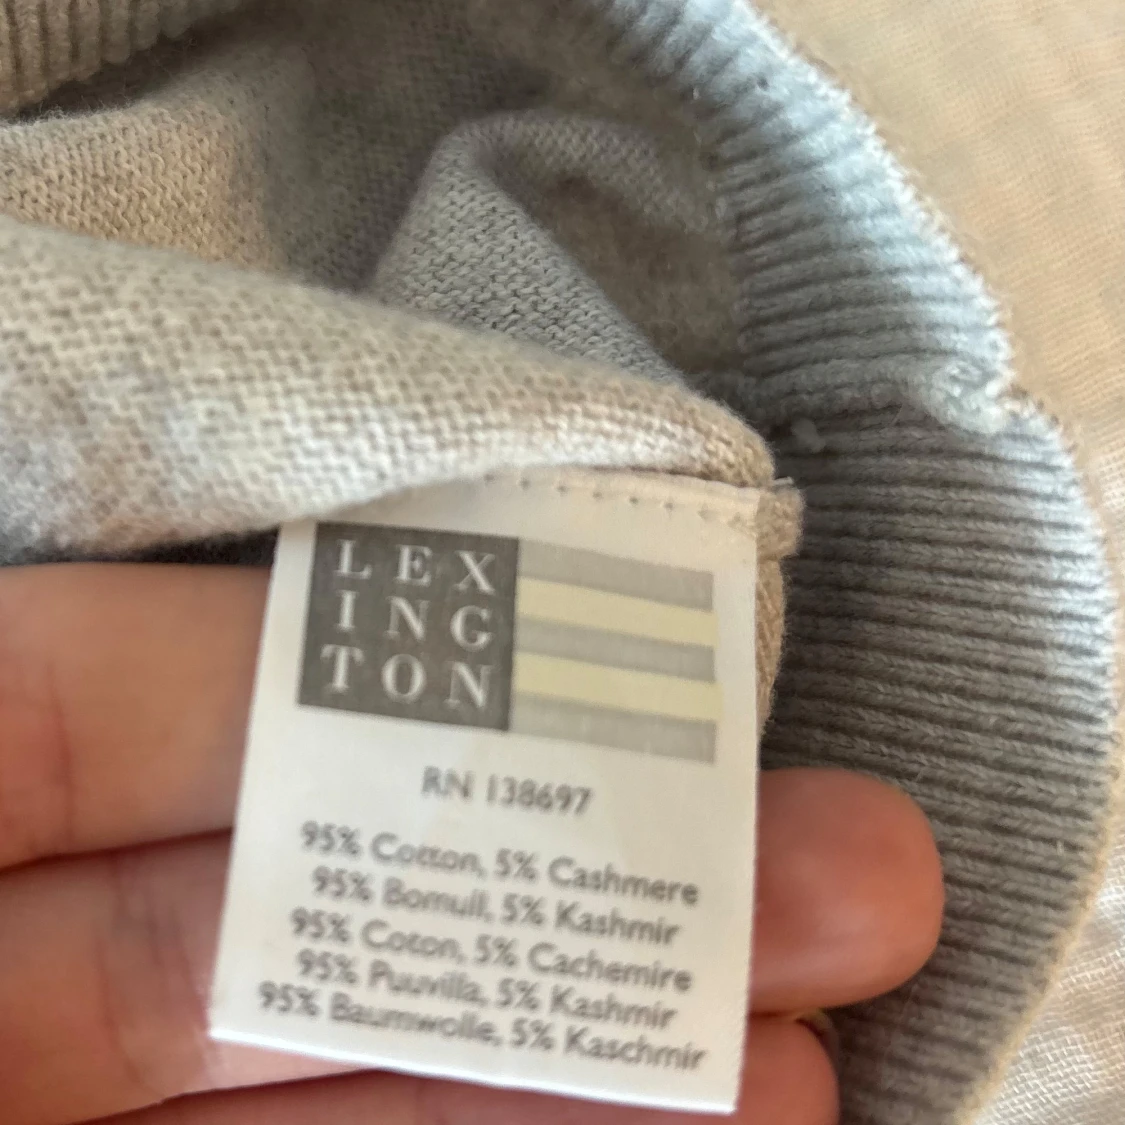 LEX
ING
TON
RN 138697
95% Cotton, 5% Cashmere
95% Bomull, 5% Kashmir
95% Coton, 5% Cachemire
95% Puuvilla, 5% Kashmir
95% Baumwolle, 5% Kaschmir